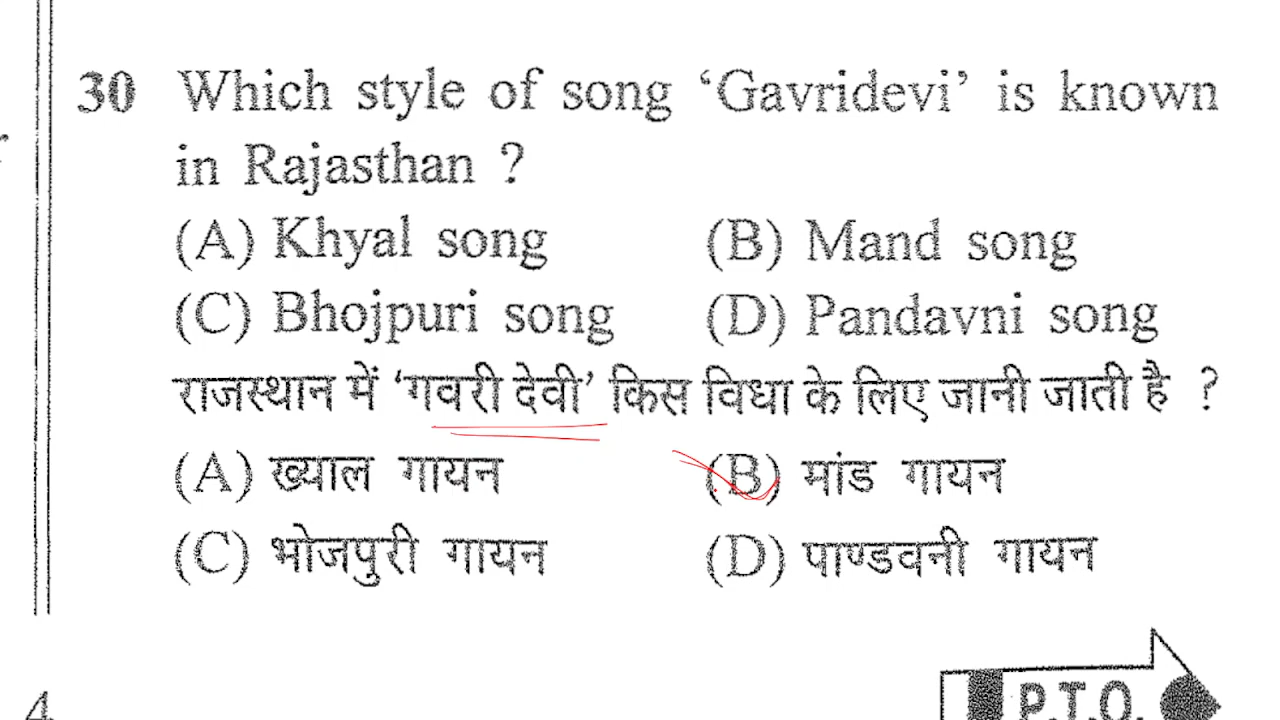 30 Which style of song ‘Gavridevi’ is known
in Rajasthan ?
(A) Khyal song (B) Mand song
(C) Bhojpuri song (D) Pandavni song
राजस्थान में ‘गवरी देवी’ किस विधा के लिए जानी जाती है ?
(A) ख्याल गायन (B) मांड गायन
(C) भोजपुरी गायन (D) पाण्डवनी गायन
4 P.T.O.